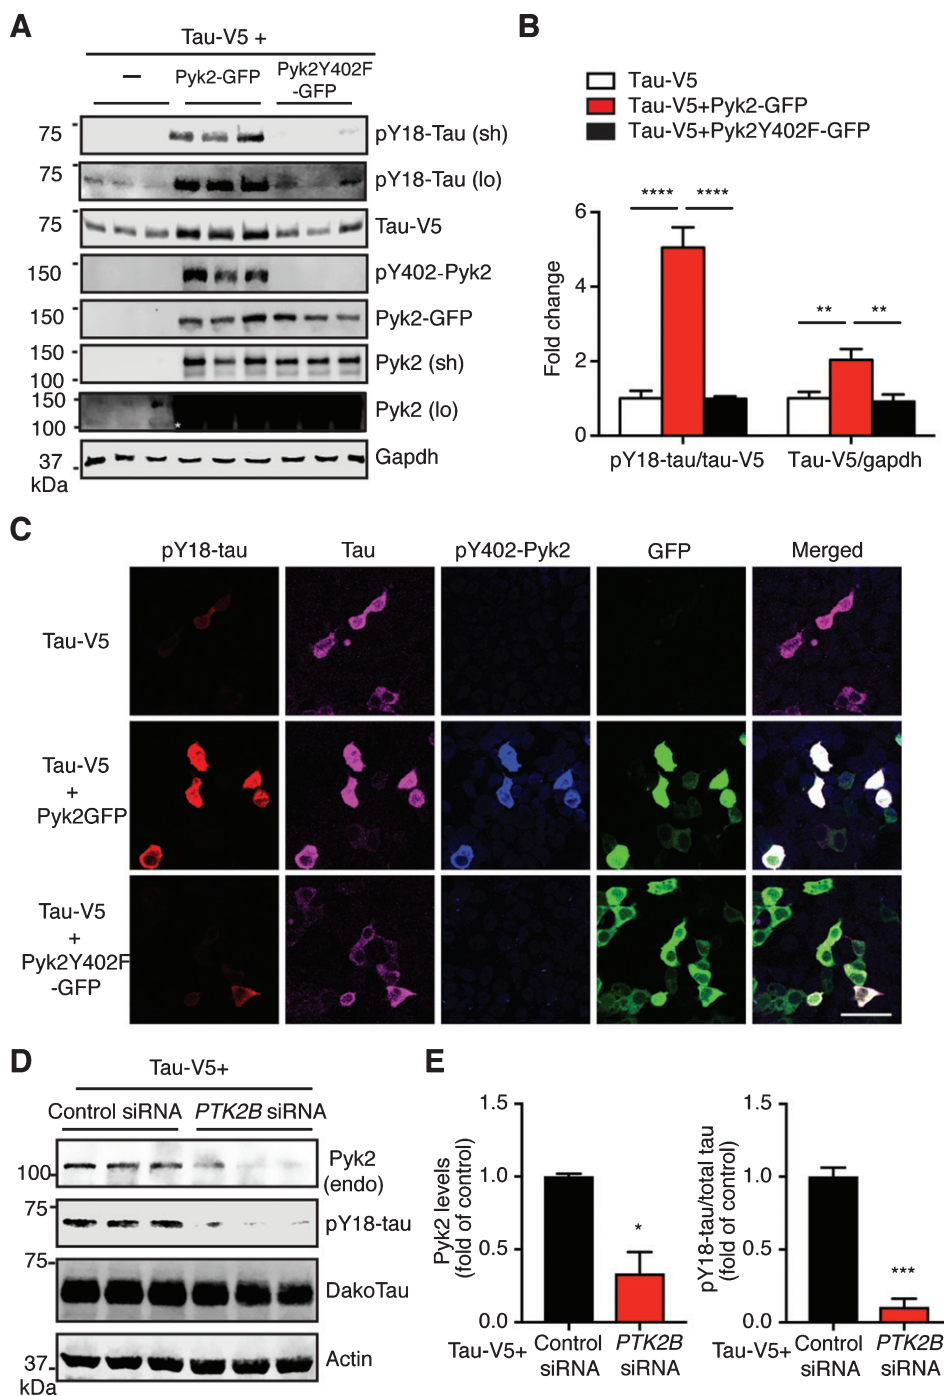 A
Tau-V5 +
–
Pyk2-GFP
Pyk2Y402F
-GFP
75
pY18-Tau (sh)
75
pY18-Tau (lo)
75
Tau-V5
150
pY402-Pyk2
150
Pyk2-GFP
150
100
Pyk2 (sh)
150
100
*
Pyk2 (lo)
37
kDa
Gapdh
B
Tau-V5
Tau-V5+Pyk2-GFP
Tau-V5+Pyk2Y402F-GFP
Fold change
6
4
2
0
****
****
**
**
pY18-tau/tau-V5
Tau-V5/gapdh
C
pY18-tau
Tau
pY402-Pyk2
GFP
Merged
Tau-V5
Tau-V5
+
Pyk2GFP
Tau-V5
+
Pyk2Y402F
-GFP
D
Tau-V5+
Control siRNA
PTK2B siRNA
100
Pyk2
(endo)
75
pY18-tau
75
DakoTau
37
kDa
Actin
E
Pyk2 levels
(fold of control)
1.5
1.0
0.5
0.0
*
Tau-V5+
Control
siRNA
PTK2B
siRNA
pY18-tau/total tau
(fold of control)
1.5
1.0
0.5
0.0
***
Tau-V5+
Control
siRNA
PTK2B
siRNA